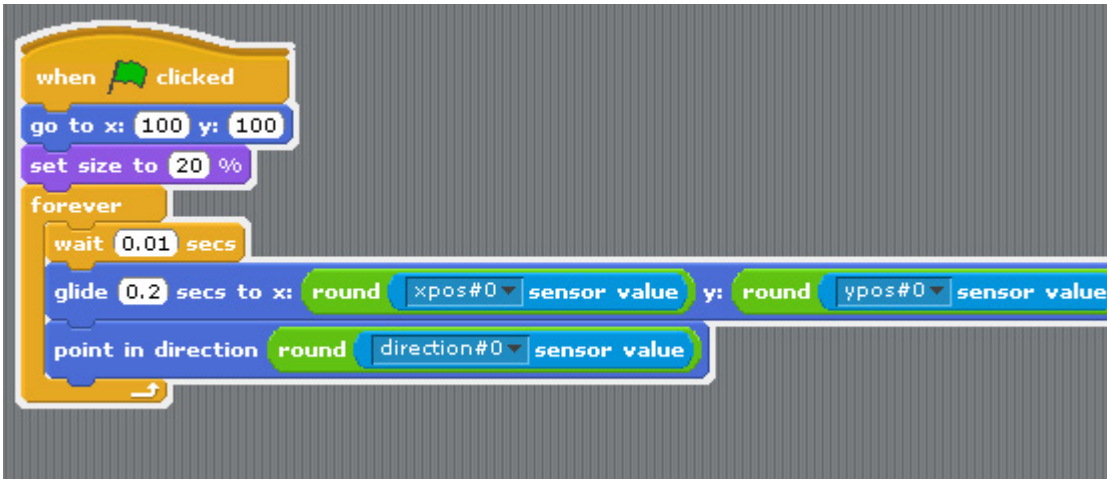 when clicked
go to x: 100 y: 100
set size to 20 %
forever
wait 0.01 secs
glide 0.2 secs to x: round xpos#0 sensor value y: round ypos#0 sensor value
point in direction round direction#0 sensor value